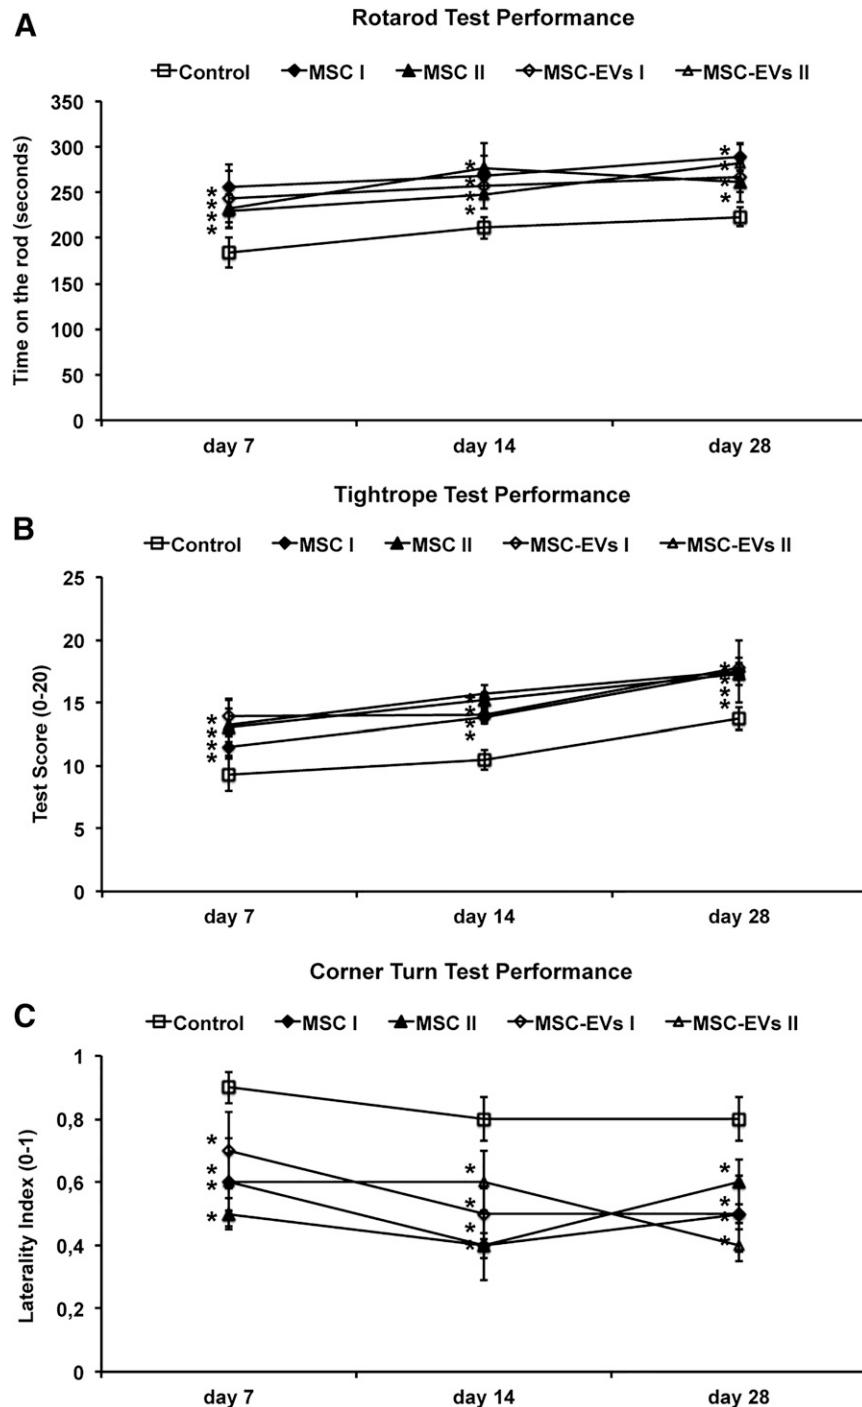 A
Rotarod Test Performance
Control MSC I MSC II MSC-EVs I MSC-EVs II
Time on the rod (seconds)
350
300
250
200
150
100
50
0
* * * *
* * * *
* * * *
day 7 day 14 day 28
B
Tightrope Test Performance
Control MSC I MSC II MSC-EVs I MSC-EVs II
Test Score (0-20)
25
20
15
10
5
0
* * * *
* * * *
* * * *
day 7 day 14 day 28
C
Corner Turn Test Performance
Control MSC I MSC II MSC-EVs I MSC-EVs II
Laterality Index (0-1)
1
0,8
0,6
0,4
0,2
0
* * * *
* * * *
* * * *
day 7 day 14 day 28